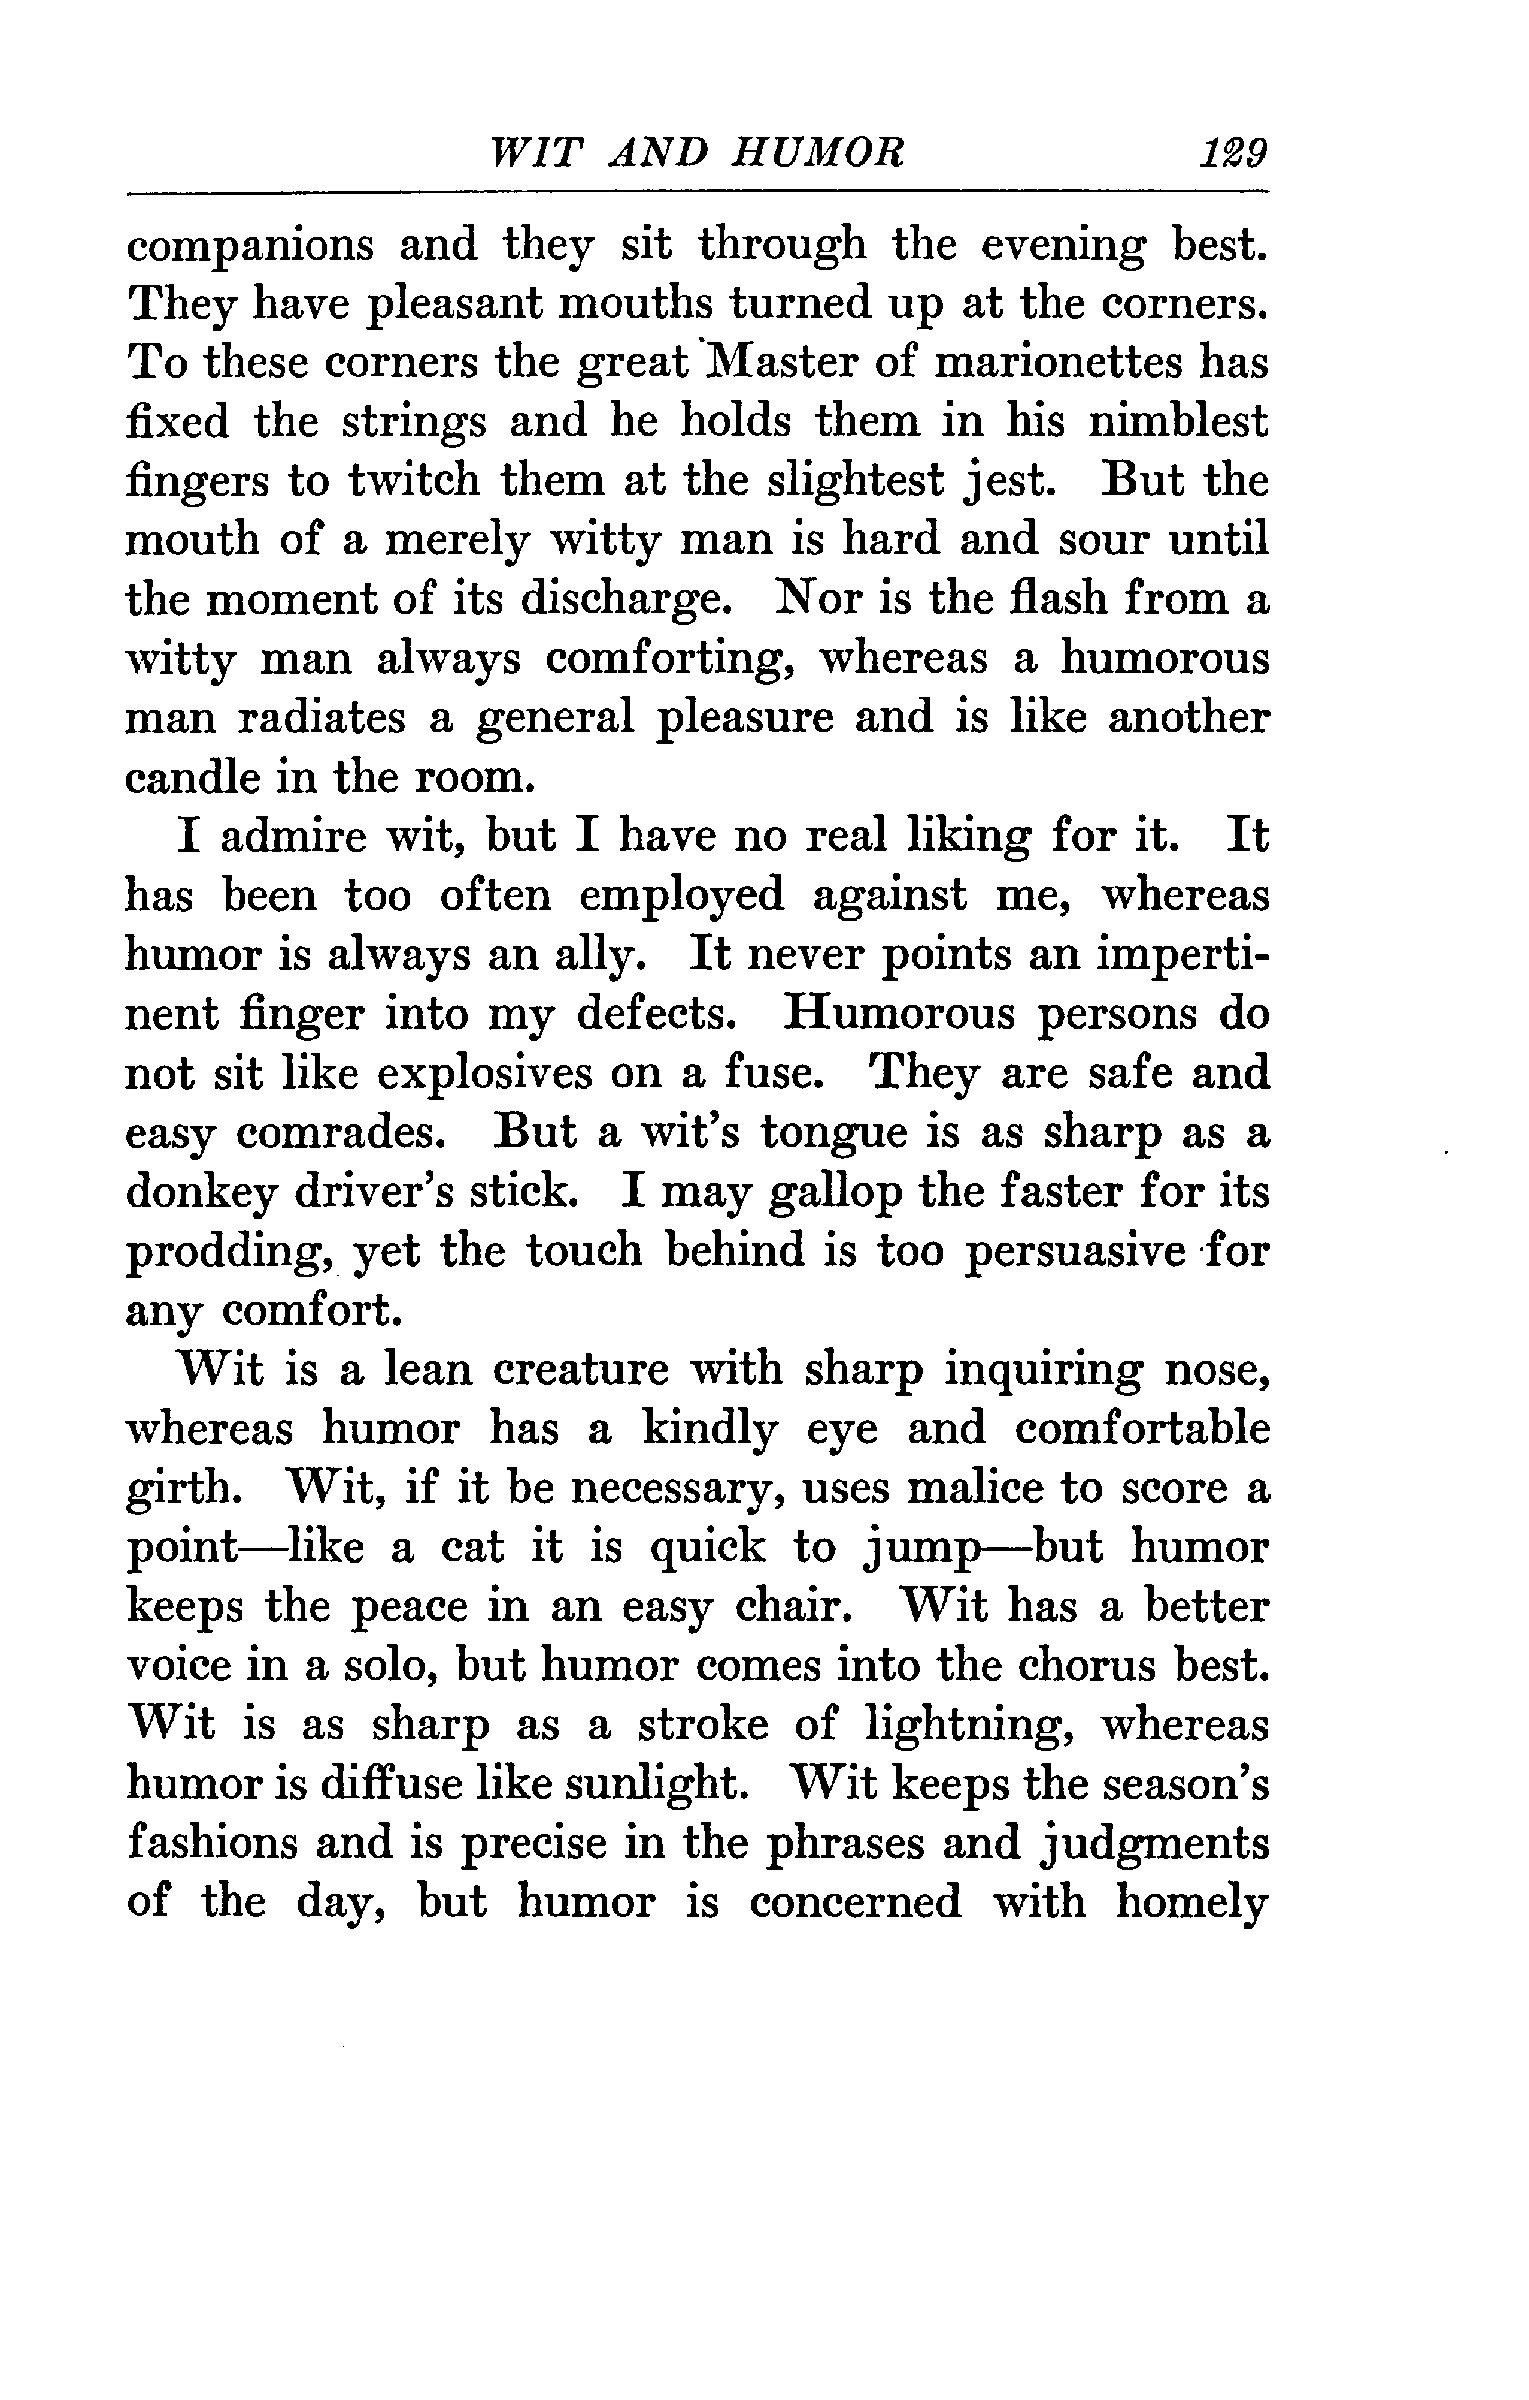 WIT AND HUMOR 129
companions and they sit through the evening best.
They have pleasant mouths turned up at the corners.
To these corners the great Master of marionettes has
fixed the strings and he holds them in his nimblest
fingers to twitch them at the slightest jest. But the
mouth of a merely witty man is hard and sour until
the moment of its discharge. Nor is the flash from a
witty man always comforting, whereas a humorous
man radiates a general pleasure and is like another
candle in the room.
I admire wit, but I have no real liking for it. It
has been too often employed against me, whereas
humor is always an ally. It never points an imperti-
nent finger into my defects. Humorous persons do
not sit like explosives on a fuse. They are safe and
easy comrades. But a wit's tongue is as sharp as a
donkey driver's stick. I may gallop the faster for its
prodding, yet the touch behind is too persuasive for
any comfort.
Wit is a lean creature with sharp inquiring nose,
whereas humor has a kindly eye and comfortable
girth. Wit, if it be necessary, uses malice to score a
point—like a cat it is quick to jump—but humor
keeps the peace in an easy chair. Wit has a better
voice in a solo, but humor comes into the chorus best.
Wit is as sharp as a stroke of lightning, whereas
humor is diffuse like sunlight. Wit keeps the season's
fashions and is precise in the phrases and judgments
of the day, but humor is concerned with homely